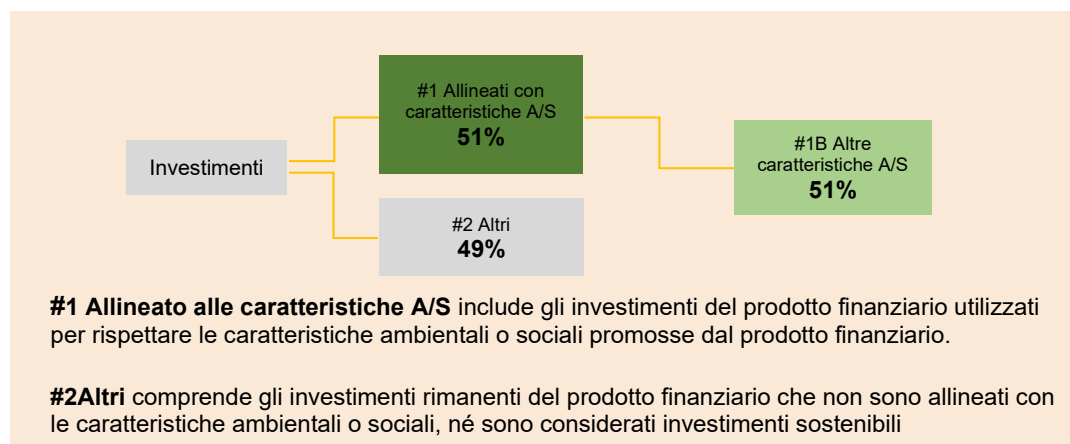 #1 Allineati con
caratteristiche A/S
51%
#1B Altre
caratteristiche A/S
51%
Investimenti
#2 Altri
49%
#1 Allineato alle caratteristiche A/S include gli investimenti del prodotto finanziario utilizzati
per rispettare le caratteristiche ambientali o sociali promosse dal prodotto finanziario.
#2Altri comprende gli investimenti rimanenti del prodotto finanziario che non sono allineati con
le caratteristiche ambientali o sociali, né sono considerati investimenti sostenibili